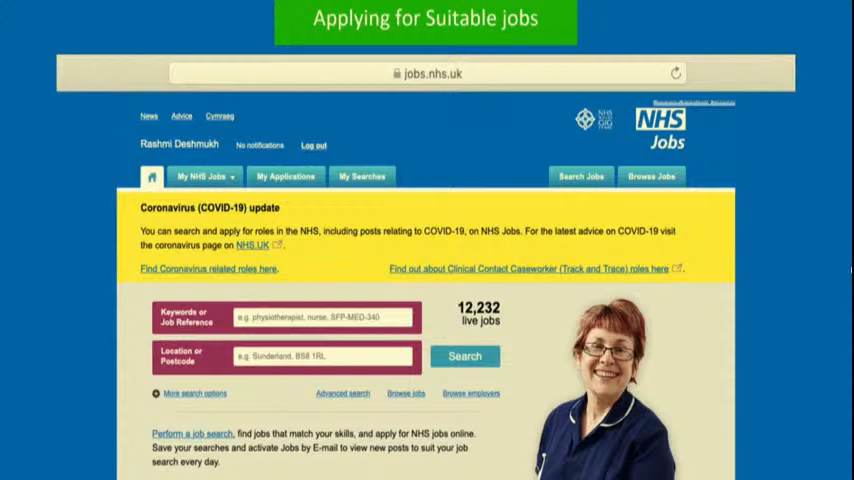 Applying for Suitable jobs
jobs.nhs.uk
News Advice Cymraeg
NHS
GIG
NHS
Jobs
Rashmi Deshmukh No notifications Log out
My NHS Jobs My Applications My Searches Search Jobs Browse Jobs
Coronavirus (COVID-19) update
You can search and apply for roles in the NHS, including posts relating to COVID-19, on NHS Jobs. For the latest advice on COVID-19 visit
the coronavirus page on NHS.UK
Find Coronavirus related roles here. Find out about Clinical Contact Caseworker (Track and Trace) roles here
Keywords or
Job Reference
e.g. physiotherapist, nurse, SFP-MED-340
12,232
live jobs
Location or
Postcode
e.g. Sunderland, BS8 1RL
Search
More search options Advanced search Browse jobs Browse employers
Perform a job search, find jobs that match your skills, and apply for NHS jobs online.
Save your searches and activate Jobs by E-mail to view new posts to suit your job
search every day.